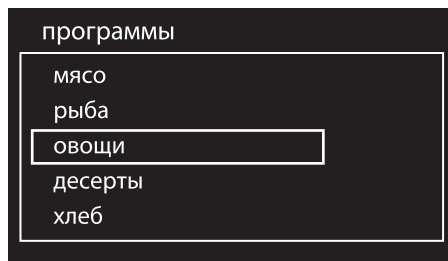 программы
мясо
рыба
овощи
десерты
хлеб